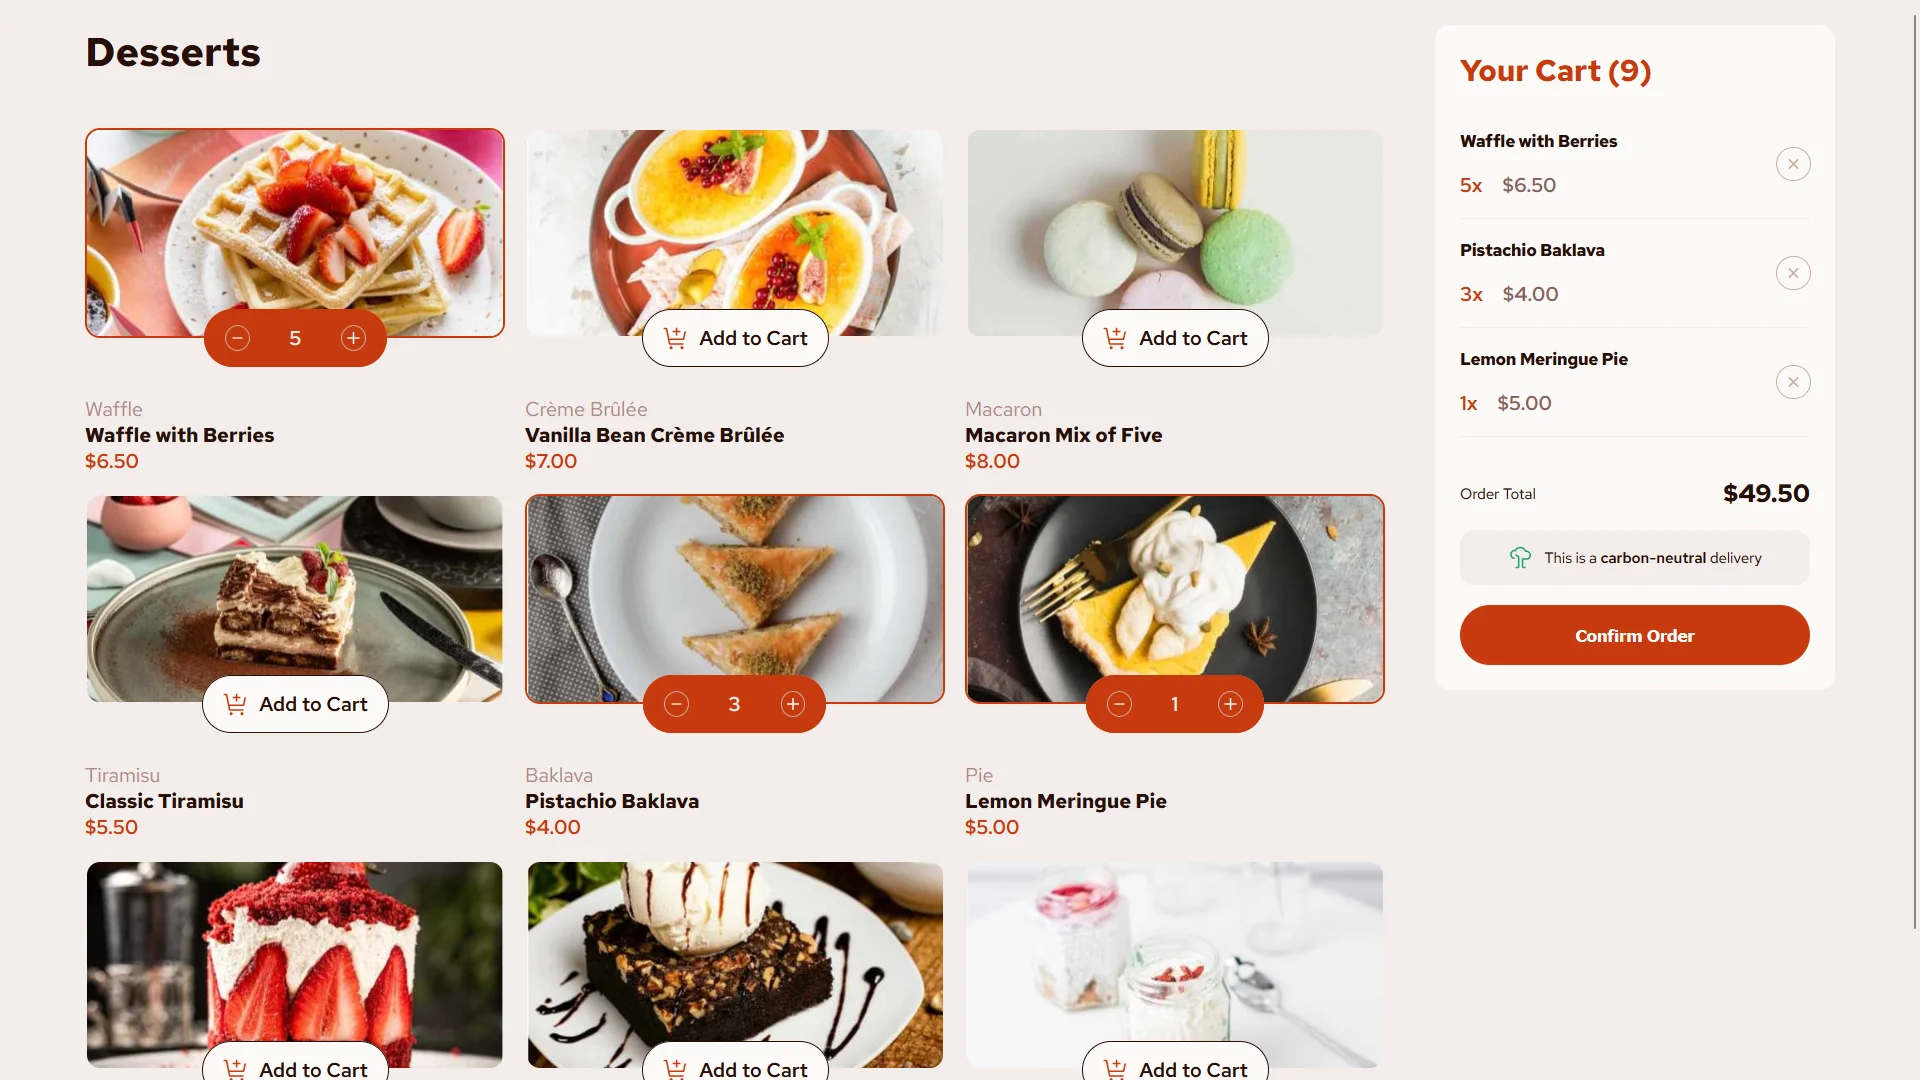 Desserts
5
Waffle
Waffle with Berries
$6.50
Add to Cart
Crème Brûlée
Vanilla Bean Crème Brûlée
$7.00
Add to Cart
Macaron
Macaron Mix of Five
$8.00
Add to Cart
Tiramisu
Classic Tiramisu
$5.50
3
Baklava
Pistachio Baklava
$4.00
1
Pie
Lemon Meringue Pie
$5.00
Add to Cart
Add to Cart
Add to Cart
Your Cart (9)
Waffle with Berries
5x $6.50
Pistachio Baklava
3x $4.00
Lemon Meringue Pie
1x $5.00
Order Total $49.50
This is a carbon-neutral delivery
Confirm Order